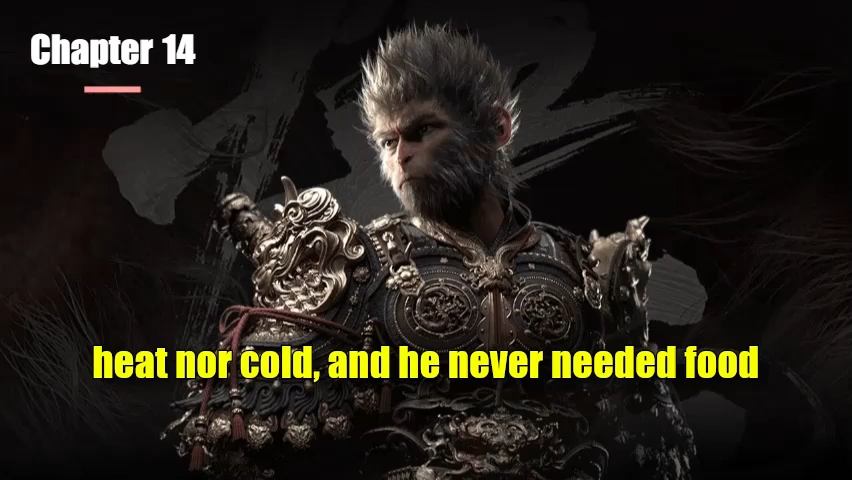 Chapter 14
heat nor cold, and he never needed food